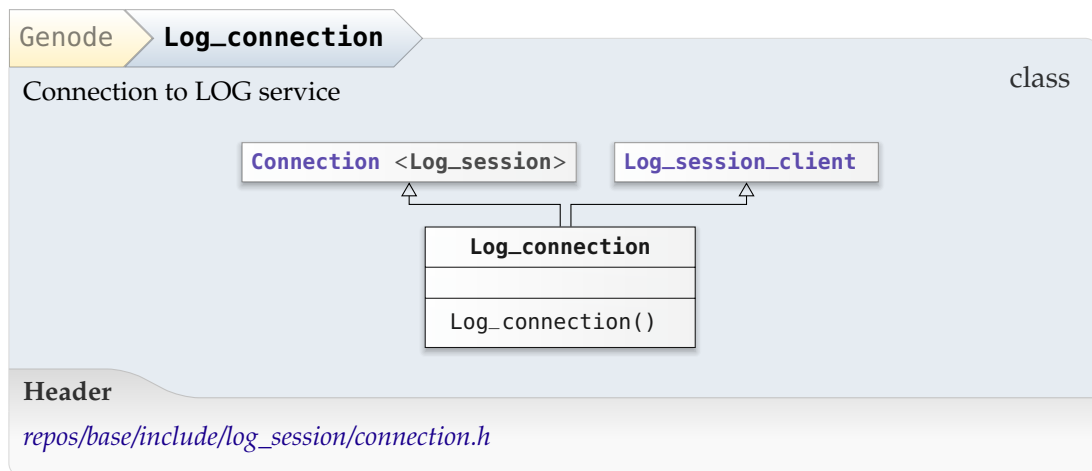 Genode Log_connection
class
Connection to LOG service
Connection <Log_session> Log_session_client
Log_connection
Log_connection()
Header
repos/base/include/log_session/connection.h